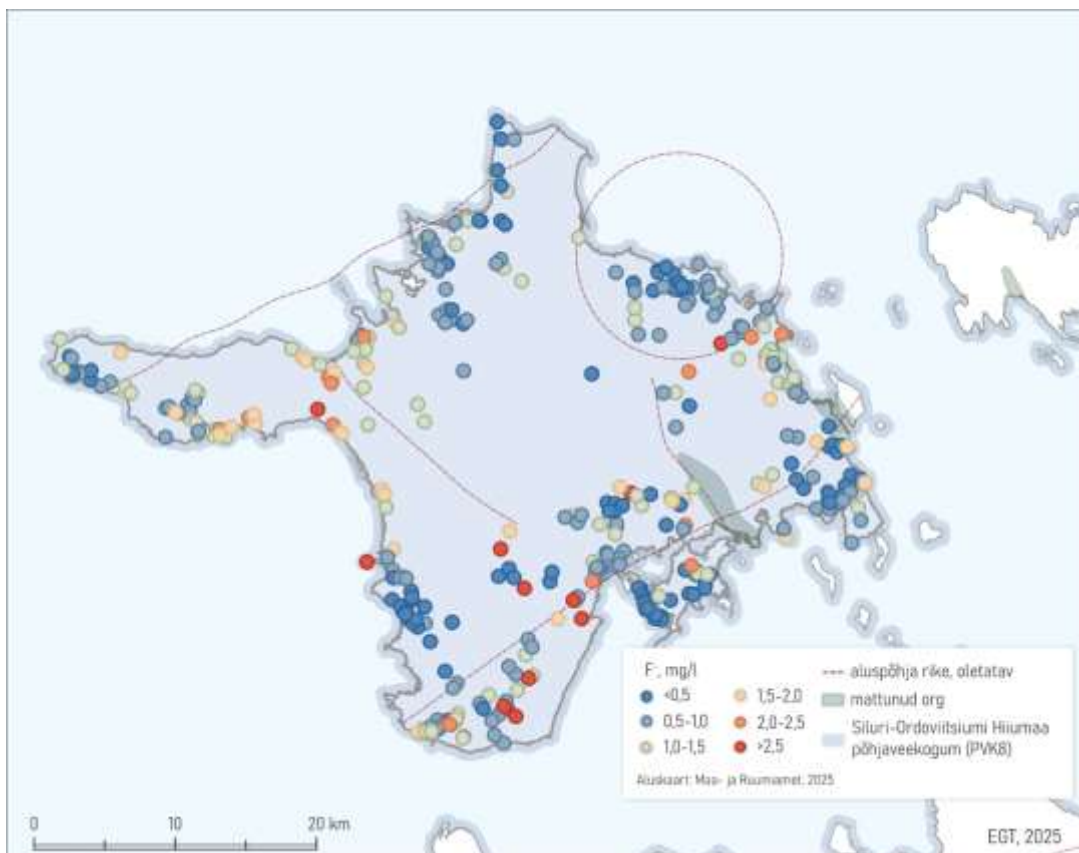 F⁻, mg/l
<0,5
0,5-1,0
1,0-1,5
1,5-2,0
2,0-2,5
>2,5
aluspõhja rike, oletatav
mattunud org
Siluri-Ordoviitsiumi Hiiumaa
põhjaveekogum (PVK8)
Aluskaart: Maa- ja Ruumiamet, 2025
0 10 20 km
EGT, 2025